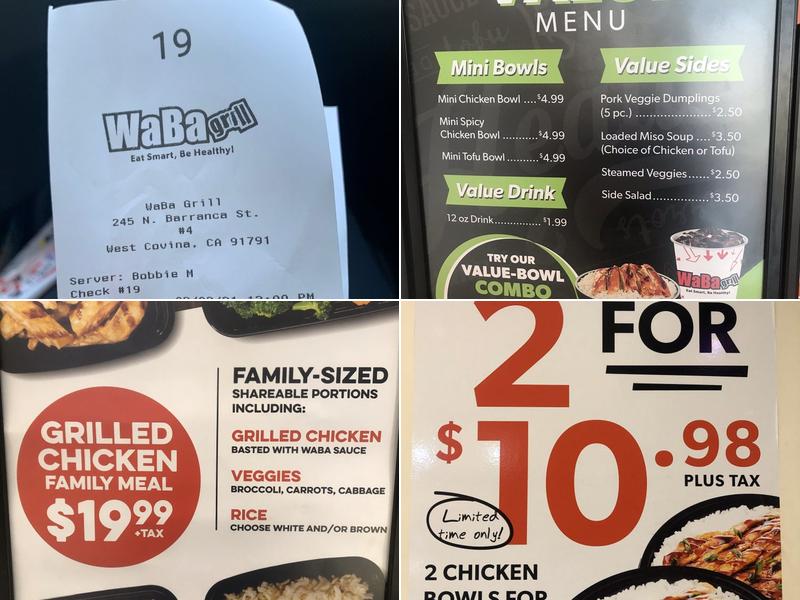 19
WaBa grill
Eat Smart, Be Healthy!
WaBa Grill
245 N. Barranca St.
#4
West Covina, CA 91791
Server: Bobbie M
Check #19
MENU
Mini Bowls
Mini Chicken Bowl ....$4.99
Mini Spicy
Chicken Bowl ...........$4.99
Mini Tofu Bowl ..........$4.99
Value Drink
12 oz Drink...............$1.99
TRY OUR
VALUE-BOWL
COMBO
Value Sides
Pork Veggie Dumplings
(5 pc.) ........................$2.50
Loaded Miso Soup ....$3.50
(Choice of Chicken or Tofu)
Steamed Veggies......$2.50
Side Salad.................$3.50
WaBa grill
Eat Smart, Be Healthy!
GRILLED
CHICKEN
FAMILY MEAL
$19.99
+TAX
FAMILY-SIZED
SHAREABLE PORTIONS
INCLUDING:
GRILLED CHICKEN
BASTED WITH WABA SAUCE
VEGGIES
BROCCOLI, CARROTS, CABBAGE
RICE
CHOOSE WHITE AND/OR BROWN
2 FOR
$10.98
PLUS TAX
Limited
time only!
2 CHICKEN
BOWLS FOR